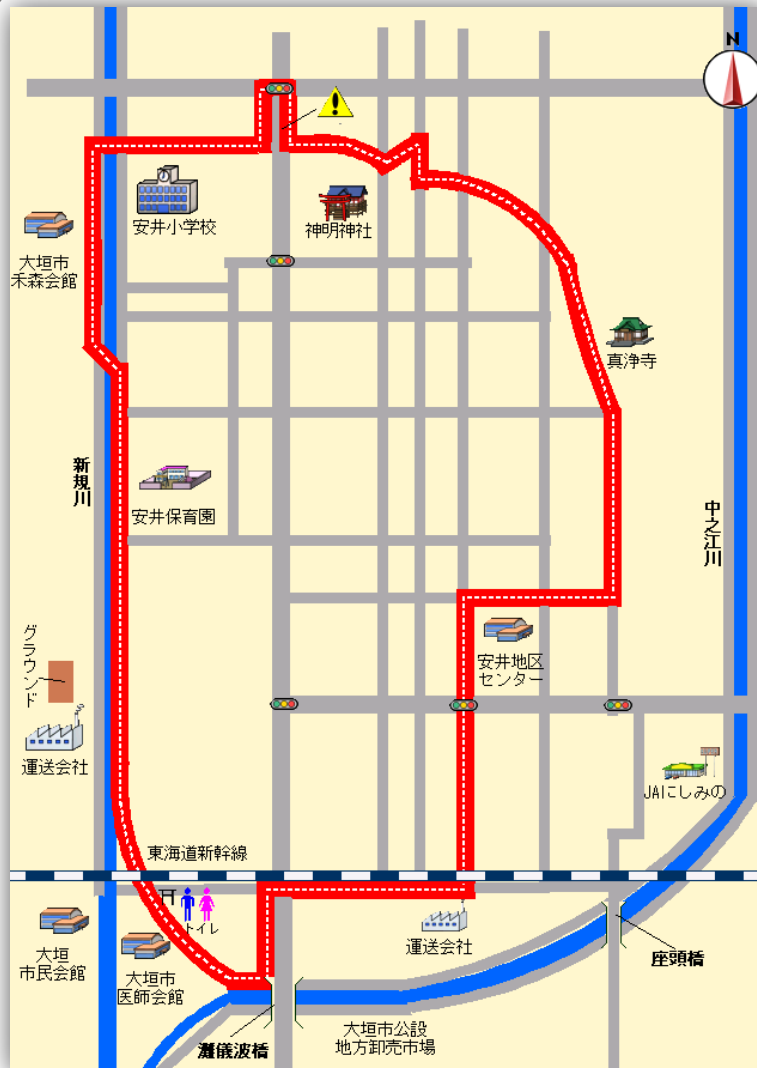 N
安井小学校
神明神社
大垣市
禾森会館
真浄寺
新規川
安井保育園
中之江川
グラウンド
安井地区
センター
運送会社
JAにしみの
東海道新幹線
トイレ
大垣
市民会館
大垣市
医師会館
運送会社
座頭橋
灘儀波橋
大垣市公設
地方卸売市場